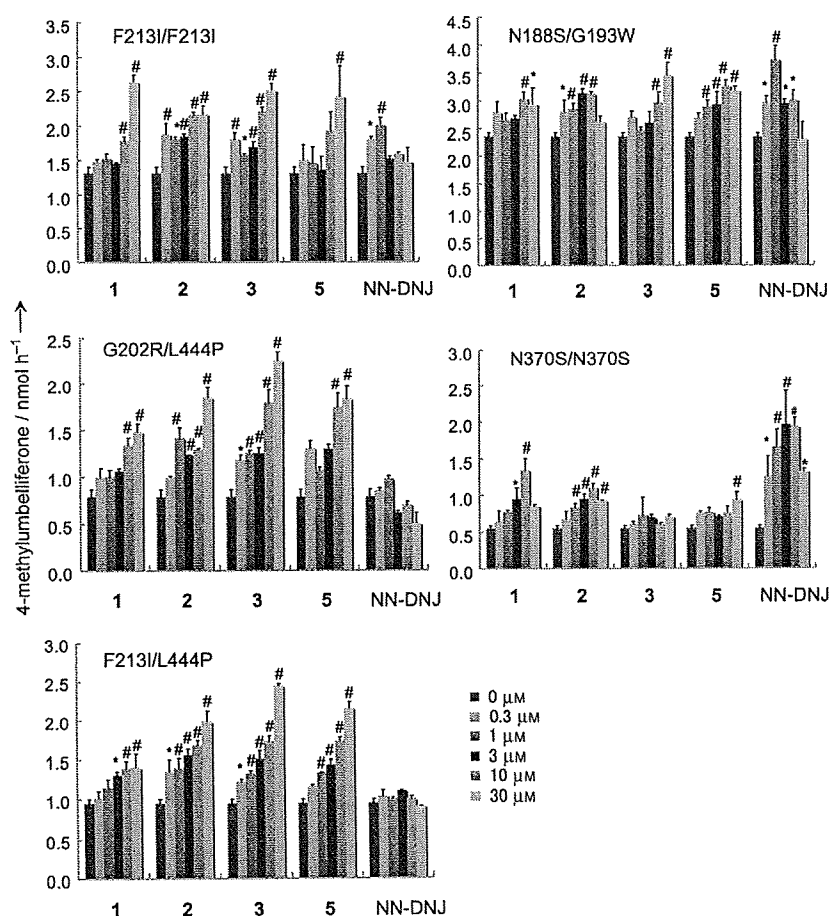 F213I/F213I
3.0
2.5
2.0
1.5
1.0
0.5
0.0
# # # # * # # # # * # # # # * #
1 2 3 5 NN-DNJ
N188S/G193W
4.5
4.0
3.5
3.0
2.5
2.0
1.5
1.0
0.5
0.0
# * * # # # # # # # # # * # * *
1 2 3 5 NN-DNJ
4-methylumbelliferone / nmol h⁻¹ →
G202R/L444P
2.5
2.0
1.5
1.0
0.5
0.0
# # # # # # * # # # # # #
1 2 3 5 NN-DNJ
N370S/N370S
3.0
2.5
2.0
1.5
1.0
0.5
0.0
* # # # # # # * # # # *
1 2 3 5 NN-DNJ
F213I/L444P
3.0
2.5
2.0
1.5
1.0
0.5
0.0
* # # * # # # # * # # # # # # # #
1 2 3 5 NN-DNJ
0 μM
0.3 μM
1 μM
3 μM
10 μM
30 μM